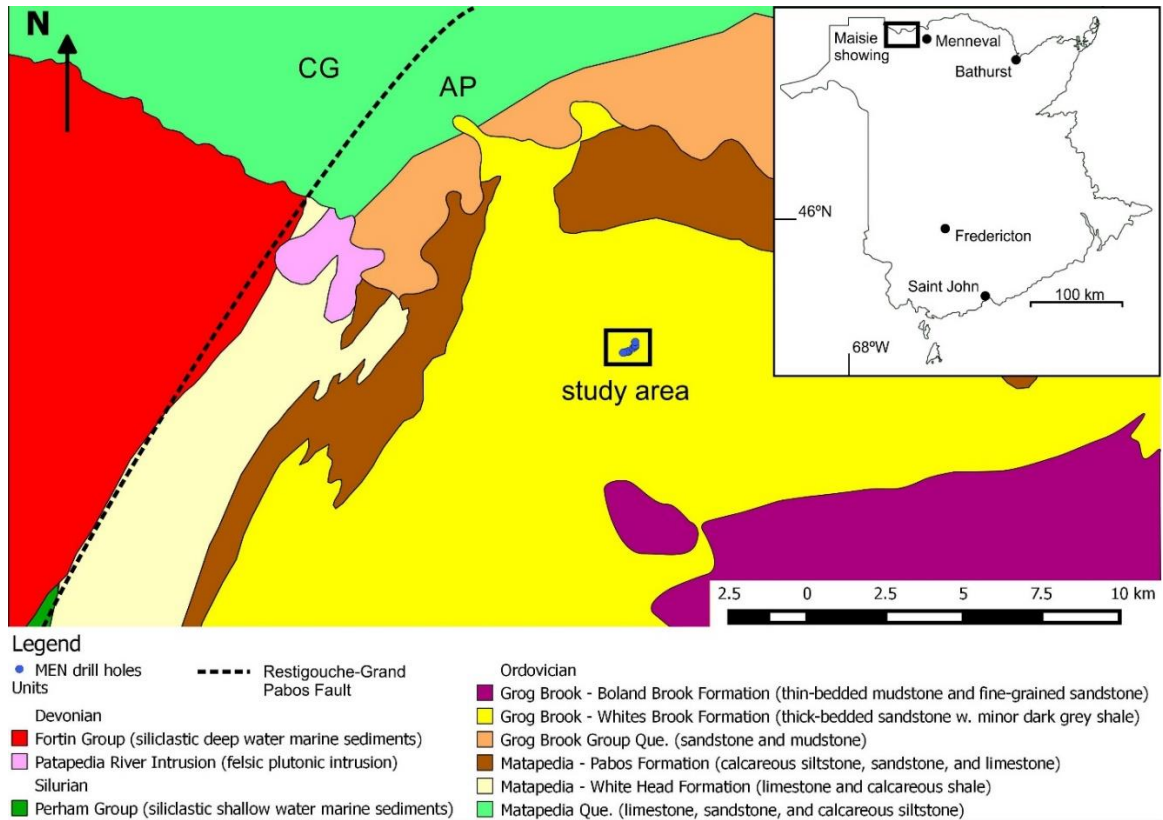 N
CG
AP
study area
Maisie
showing
Menneval
Bathurst
46ºN
Fredericton
Saint John
100 km
68ºW
2.5 0 2.5 5 7.5 10 km
Legend
MEN drill holes
Restigouche-Grand
Pabos Fault
Units
Devonian
Fortin Group (siliclastic deep water marine sediments)
Patapedia River Intrusion (felsic plutonic intrusion)
Silurian
Perham Group (siliclastic shallow water marine sediments)
Ordovician
Grog Brook - Boland Brook Formation (thin-bedded mudstone and fine-grained sandstone)
Grog Brook - Whites Brook Formation (thick-bedded sandstone w. minor dark grey shale)
Grog Brook Group Que. (sandstone and mudstone)
Matapedia - Pabos Formation (calcareous siltstone, sandstone, and limestone)
Matapedia - White Head Formation (limestone and calcareous shale)
Matapedia Que. (limestone, sandstone, and calcareous siltstone)